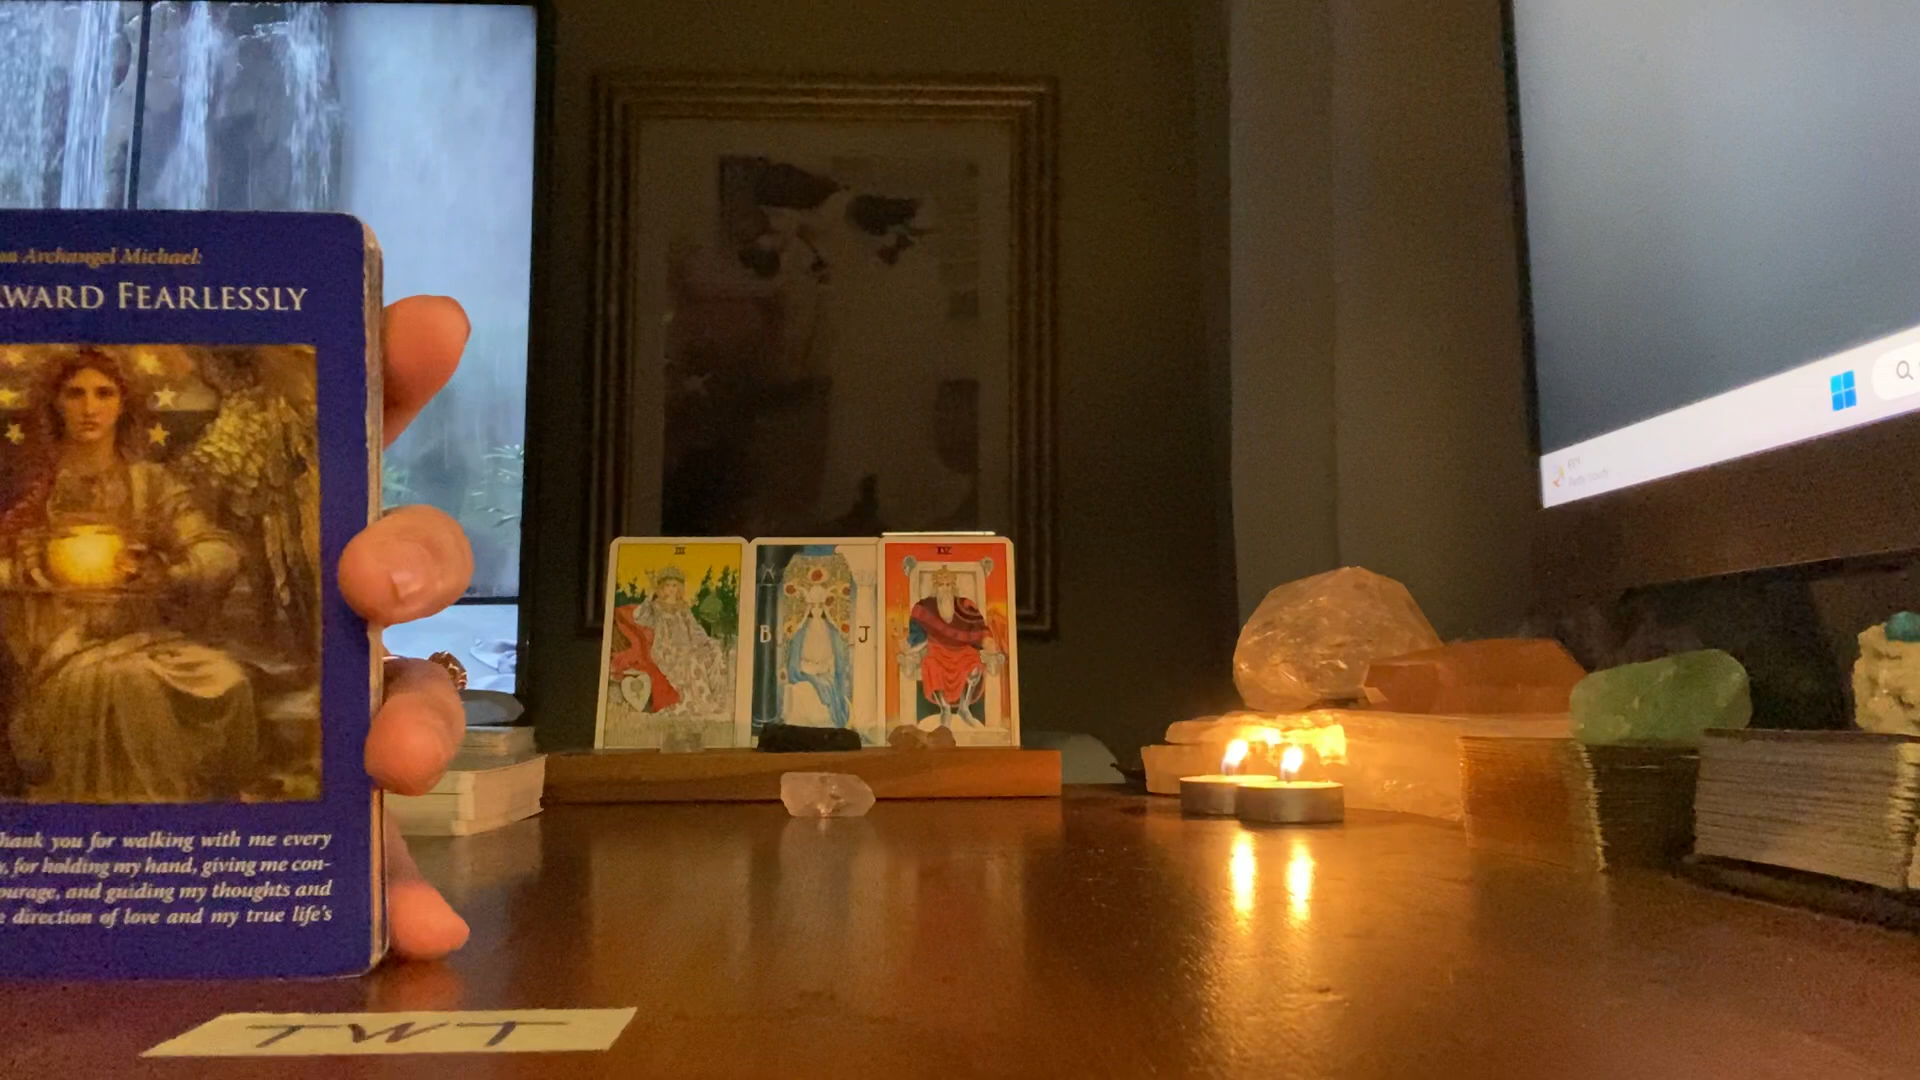 Archangel Michael:
WARD FEARLESSLY
hank you for walking with me every
, for holding my hand, giving me con-
ourage, and guiding my thoughts and
e direction of love and my true life's
III
B
J
IV
TWT